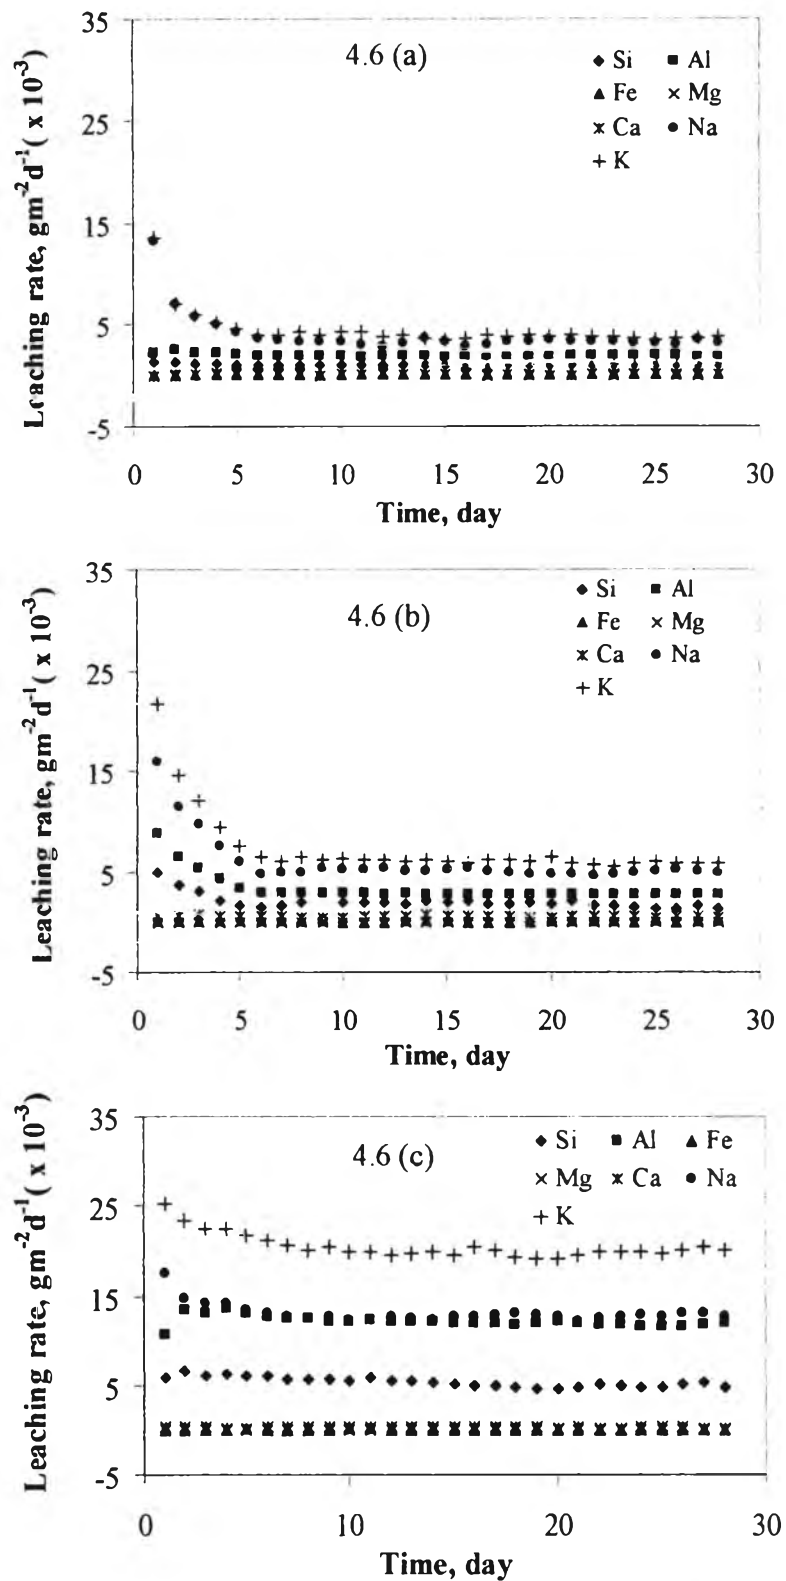 4.6 (a)
◆ Si ■ Al
▲ Fe × Mg
ж Ca ● Na
+ K
35
25
15
5
-5
Leaching rate, gm⁻²d⁻¹( x 10⁻³)
0 5 10 15 20 25 30
Time, day
4.6 (b)
◆ Si ■ Al
▲ Fe × Mg
ж Ca ● Na
+ K
35
25
15
5
-5
Leaching rate, gm⁻²d⁻¹( x 10⁻³)
0 5 10 15 20 25 30
Time, day
4.6 (c)
◆ Si ■ Al ▲ Fe
× Mg ж Ca ● Na
+ K
35
25
15
5
-5
Leaching rate, gm⁻²d⁻¹( x 10⁻³)
0 10 20 30
Time, day